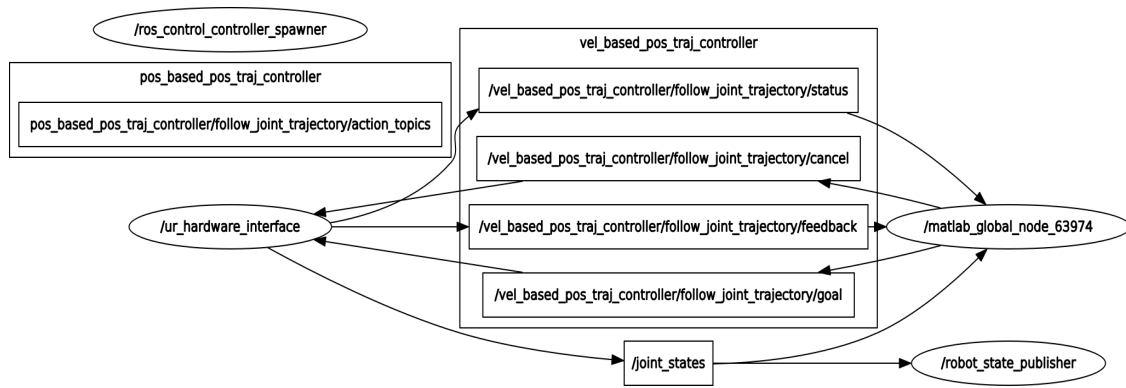 /ros_control_controller_spawner
pos_based_pos_traj_controller
pos_based_pos_traj_controller/follow_joint_trajectory/action_topics
vel_based_pos_traj_controller
/vel_based_pos_traj_controller/follow_joint_trajectory/status
/vel_based_pos_traj_controller/follow_joint_trajectory/cancel
/ur_hardware_interface
/vel_based_pos_traj_controller/follow_joint_trajectory/feedback
/matlab_global_node_63974
/vel_based_pos_traj_controller/follow_joint_trajectory/goal
/joint_states
/robot_state_publisher